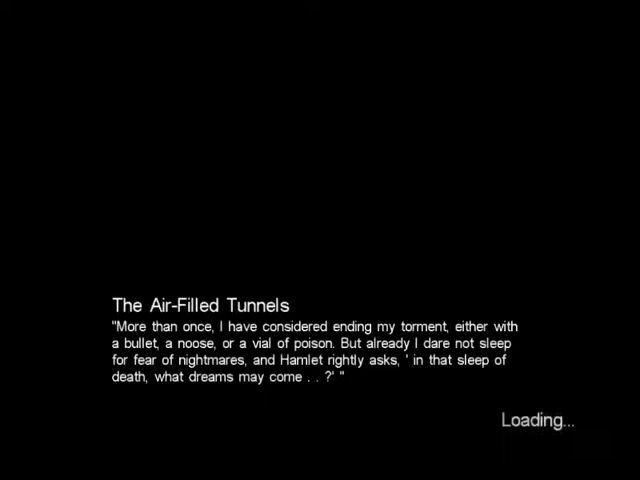 The Air-Filled Tunnels
"More than once, I have considered ending my torment, either with
a bullet, a noose, or a vial of poison. But already I dare not sleep
for fear of nightmares, and Hamlet rightly asks, ' in that sleep of
death, what dreams may come . . ?' "
Loading...